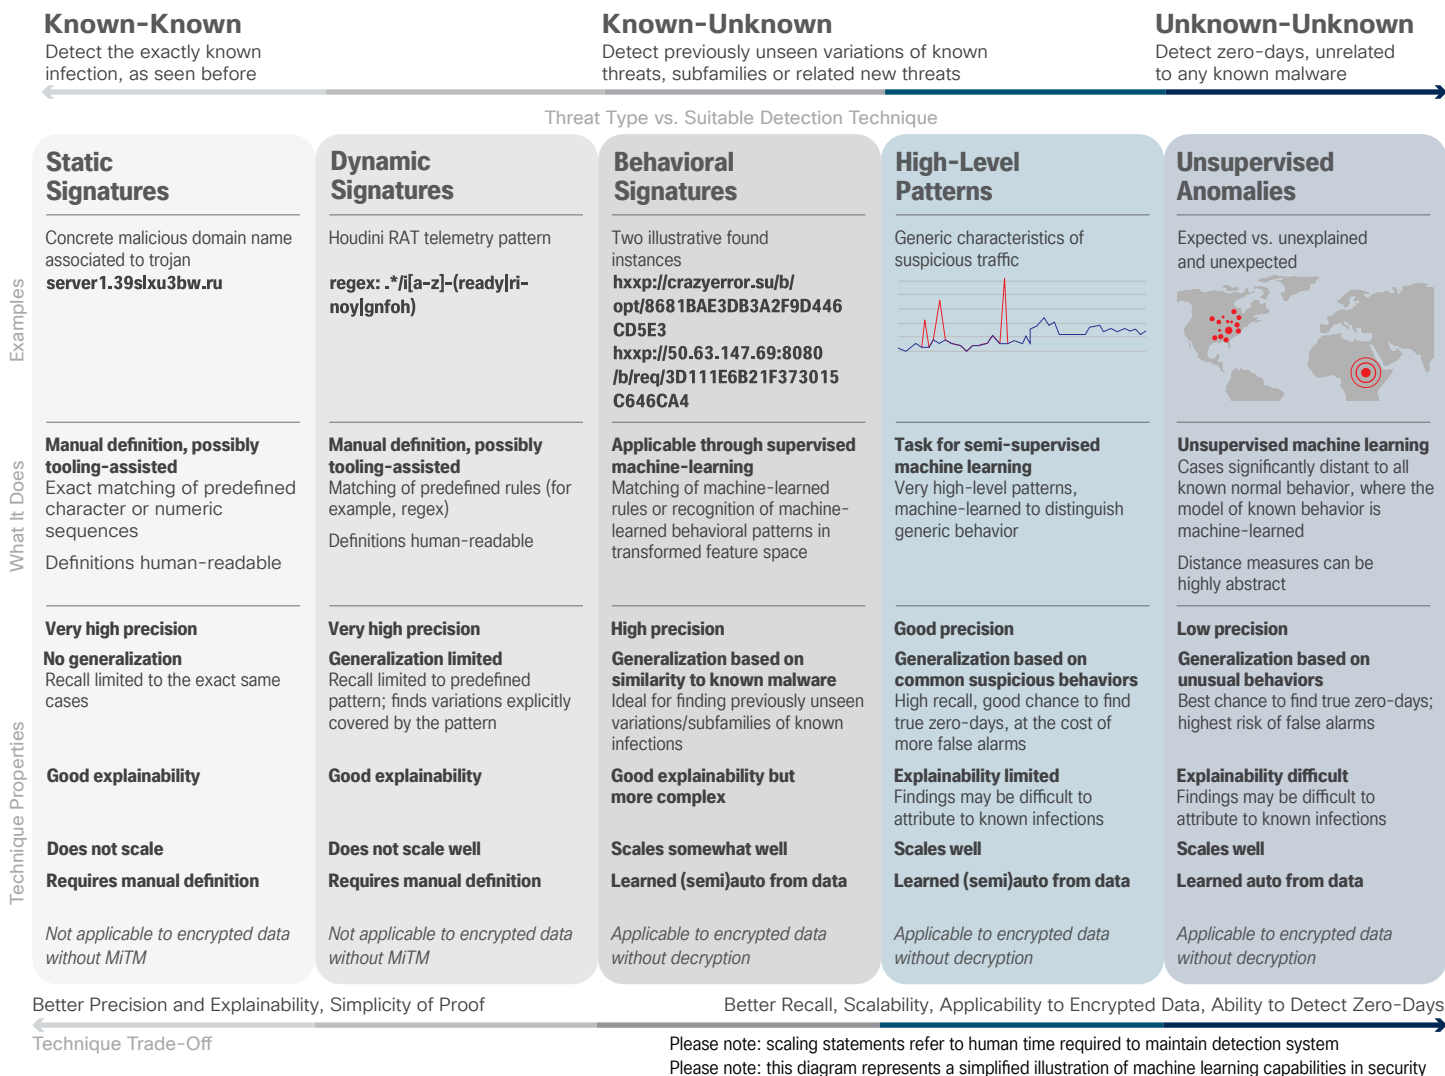 Known-Known
Detect the exactly known
infection, as seen before
Known-Unknown
Detect previously unseen variations of known
threats, subfamilies or related new threats
Unknown-Unknown
Detect zero-days, unrelated
to any known malware
Threat Type vs. Suitable Detection Technique
Static
Signatures
Dynamic
Signatures
Behavioral
Signatures
High-Level
Patterns
Unsupervised
Anomalies
Examples
Concrete malicious domain name
associated to trojan
server1.39slxu3bw.ru
Houdini RAT telemetry pattern
regex: .*/i[a-z]-(ready|ri-
noy|gnfoh)
Two illustrative found
instances
hxxp://crazyerror.su/b/
opt/8681BAE3DB3A2F9D446
CD5E3
hxxp://50.63.147.69:8080
/b/req/3D111E6B21F373015
C646CA4
Generic characteristics of
suspicious traffic
Expected vs. unexplained
and unexpected
What It Does
Manual definition, possibly
tooling-assisted
Exact matching of predefined
character or numeric
sequences
Definitions human-readable
Manual definition, possibly
tooling-assisted
Matching of predefined rules (for
example, regex)
Definitions human-readable
Applicable through supervised
machine-learning
Matching of machine-learned
rules or recognition of machine-
learned behavioral patterns in
transformed feature space
Task for semi-supervised
machine learning
Very high-level patterns,
machine-learned to distinguish
generic behavior
Unsupervised machine learning
Cases significantly distant to all
known normal behavior, where the
model of known behavior is
machine-learned
Distance measures can be
highly abstract
Technique Properties
Very high precision
No generalization
Recall limited to the exact same
cases
Good explainability
Does not scale
Requires manual definition
Not applicable to encrypted data
without MiTM
Very high precision
Generalization limited
Recall limited to predefined
pattern; finds variations explicitly
covered by the pattern
Good explainability
Does not scale well
Requires manual definition
Not applicable to encrypted data
without MiTM
High precision
Generalization based on
similarity to known malware
Ideal for finding previously unseen
variations/subfamilies of known
infections
Good explainability but
more complex
Scales somewhat well
Learned (semi)auto from data
Applicable to encrypted data
without decryption
Good precision
Generalization based on
common suspicious behaviors
High recall, good chance to find
true zero-days, at the cost of
more false alarms
Explainability limited
Findings may be difficult to
attribute to known infections
Scales well
Learned (semi)auto from data
Applicable to encrypted data
without decryption
Low precision
Generalization based on
unusual behaviors
Best chance to find true zero-days;
highest risk of false alarms
Explainability difficult
Findings may be difficult to
attribute to known infections
Scales well
Learned auto from data
Applicable to encrypted data
without decryption
Better Precision and Explainability, Simplicity of Proof
Better Recall, Scalability, Applicability to Encrypted Data, Ability to Detect Zero-Days
Technique Trade-Off
Please note: scaling statements refer to human time required to maintain detection system
Please note: this diagram represents a simplified illustration of machine learning capabilities in security